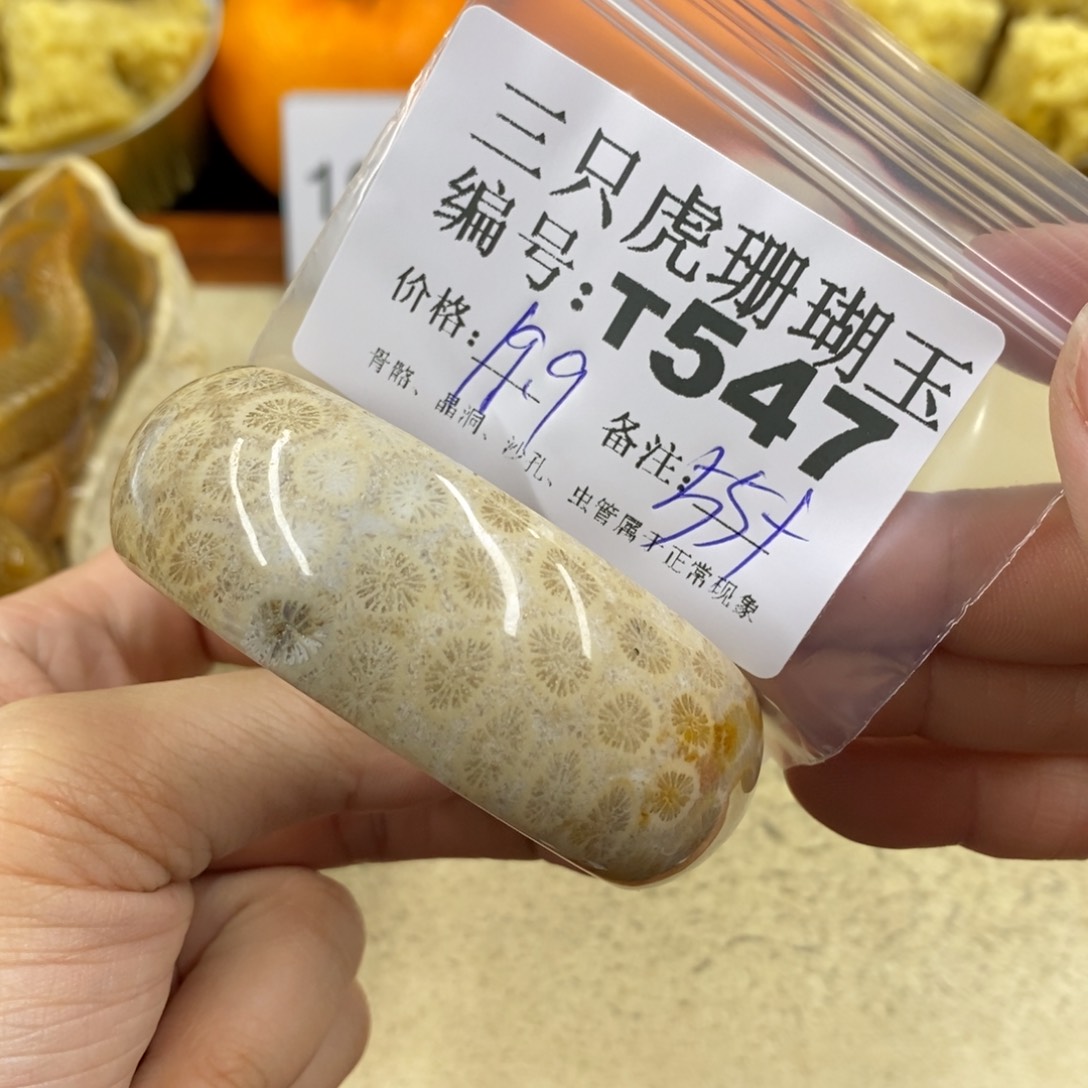 三只虎珊瑚玉
编号:T547
价格:199 备注:
骨骼、晶洞、沙孔、虫管属于正常现象